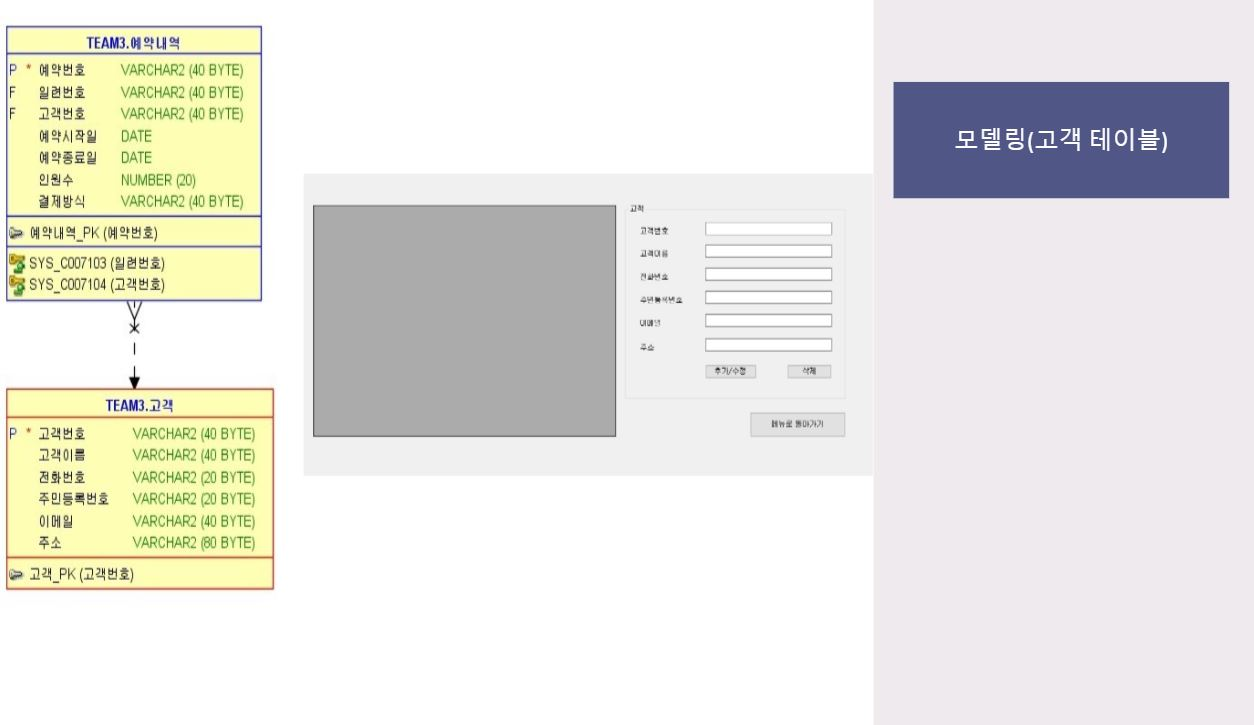 TEAM3.예약내역
P * 예약번호 VARCHAR2 (40 BYTE)
F 일련번호 VARCHAR2 (40 BYTE)
F 고객번호 VARCHAR2 (40 BYTE)
예약시작일 DATE
예약종료일 DATE
인원수 NUMBER (20)
결제방식 VARCHAR2 (40 BYTE)
예약내역_PK (예약번호)
SYS_C007103 (일련번호)
SYS_C007104 (고객번호)
TEAM3.고객
P * 고객번호 VARCHAR2 (40 BYTE)
고객이름 VARCHAR2 (40 BYTE)
전화번호 VARCHAR2 (20 BYTE)
주민등록번호 VARCHAR2 (20 BYTE)
이메일 VARCHAR2 (40 BYTE)
주소 VARCHAR2 (80 BYTE)
고객_PK (고객번호)
고객
고객번호
고객이름
전화번호
주민등록번호
이메일
주소
추가/수정
삭제
메뉴로 돌아가기
모델링(고객 테이블)